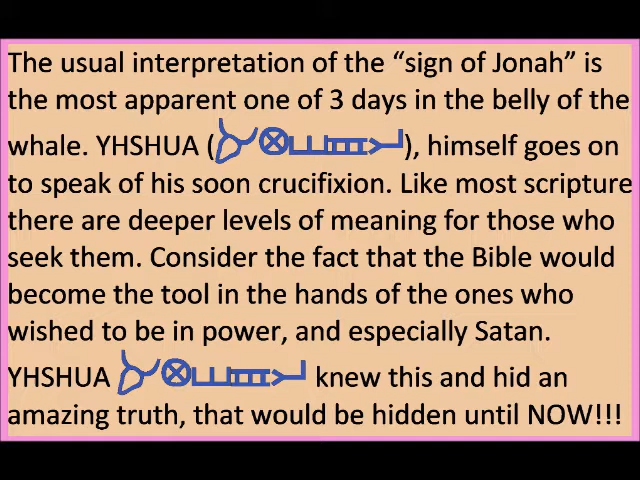 The usual interpretation of the “sign of Jonah” is
the most apparent one of 3 days in the belly of the
whale. YHSHUA ( ), himself goes on
to speak of his soon crucifixion. Like most scripture
there are deeper levels of meaning for those who
seek them. Consider the fact that the Bible would
become the tool in the hands of the ones who
wished to be in power, and especially Satan.
YHSHUA knew this and hid an
amazing truth, that would be hidden until NOW!!!